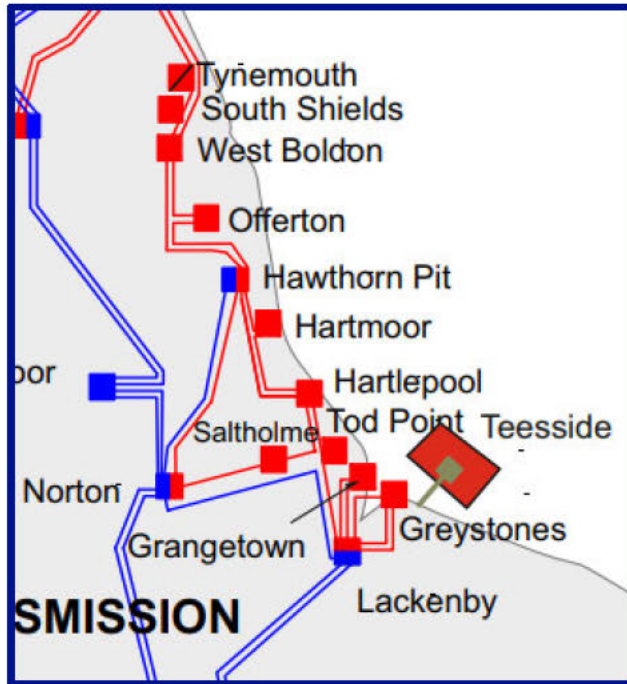 Tynemouth
South Shields
West Boldon
Offerton
Hawthorn Pit
Hartmoor
oor
Hartlepool
Saltholme
Tod Point
Teesside
Norton
Greystones
Grangetown
Lackenby
SMISSION